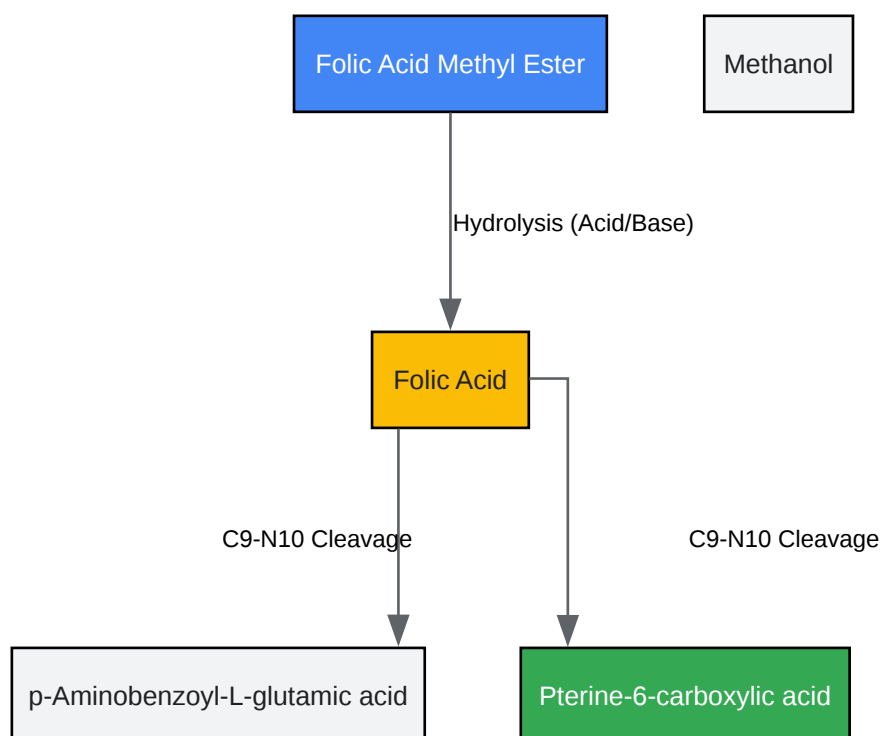 Folic Acid Methyl Ester
Methanol
Hydrolysis (Acid/Base)
Folic Acid
C9-N10 Cleavage
C9-N10 Cleavage
p-Aminobenzoyl-L-glutamic acid
Pterine-6-carboxylic acid